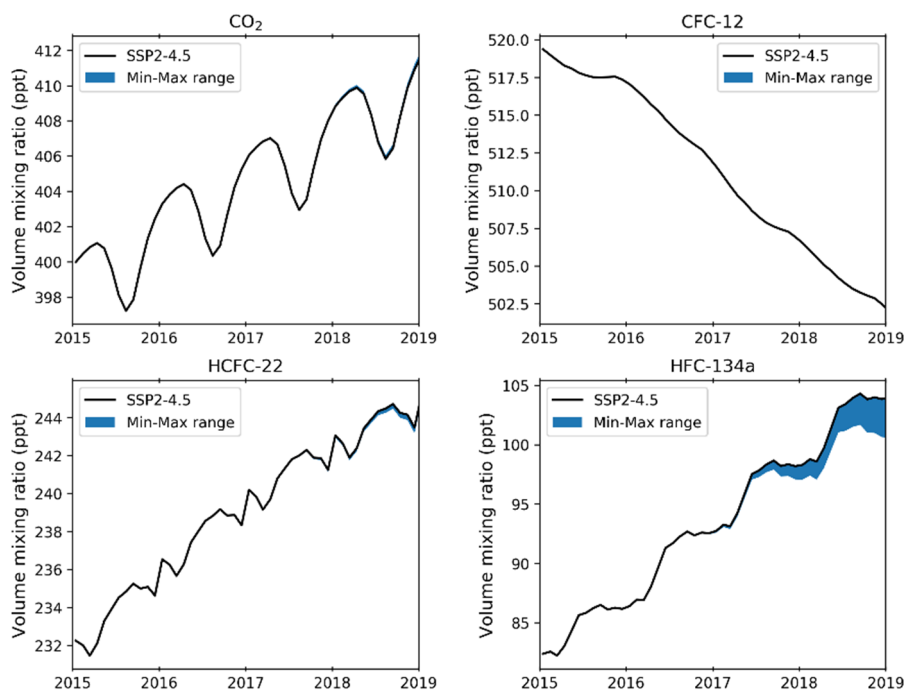 CO₂
Volume mixing ratio (ppt)
412
410
408
406
404
402
400
398
SSP2-4.5
Min-Max range
2015 2016 2017 2018 2019
CFC-12
Volume mixing ratio (ppt)
520.0
517.5
515.0
512.5
510.0
507.5
505.0
502.5
SSP2-4.5
Min-Max range
2015 2016 2017 2018 2019
HCFC-22
Volume mixing ratio (ppt)
244
242
240
238
236
234
232
SSP2-4.5
Min-Max range
2015 2016 2017 2018 2019
HFC-134a
Volume mixing ratio (ppt)
105
100
95
90
85
SSP2-4.5
Min-Max range
2015 2016 2017 2018 2019